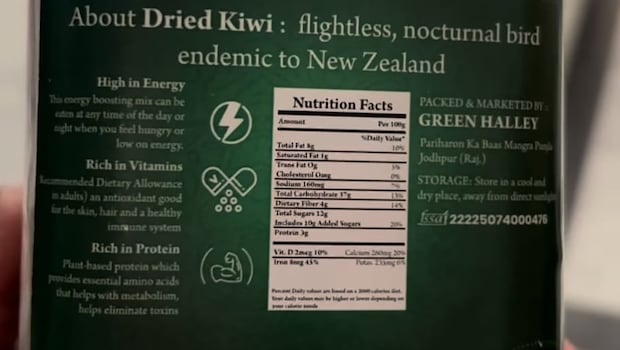 About Dried Kiwi : flightless, nocturnal bird
endemic to New Zealand
High in Energy
This energy boosting mix can be
eaten at any time of the day or
night when you feel hungry or
low on energy.
Rich in Vitamins
Recommended Dietary Allowance
in adults) an antioxidant good
for the skin, hair and a healthy
immune system
Rich in Protein
Plant-based protein which
provides essential amino acids
that helps with metabolism,
helps eliminate toxins
Nutrition Facts
Amount Per 100g
%Daily Value*
Total Fat 8g 10%
Saturated Fat 1g
Trans Fat 0g 5%
Cholesterol 0mg 0%
Sodium 160mg 7%
Total Carbohydrate 37g 13%
Dietary Fiber 4g 14%
Total Sugars 12g
Includes 10g Added Sugars 20%
Protein 3g
Vit. D 2mcg 10% Calcium 260mg 20%
Iron 8mg 45% Potas. 235mg 6%
Percent Daily values are based on a 2000 calories diet.
Your daily values may be higher or lower depending on
your calorie needs
PACKED & MARKETED BY :
GREEN HALLEY
Pariharon Ka Baas Mangra Punjla
Jodhpur (Raj.)
STORAGE: Store in a cool and
dry place, away from direct sunlight
fssai 22225074000476